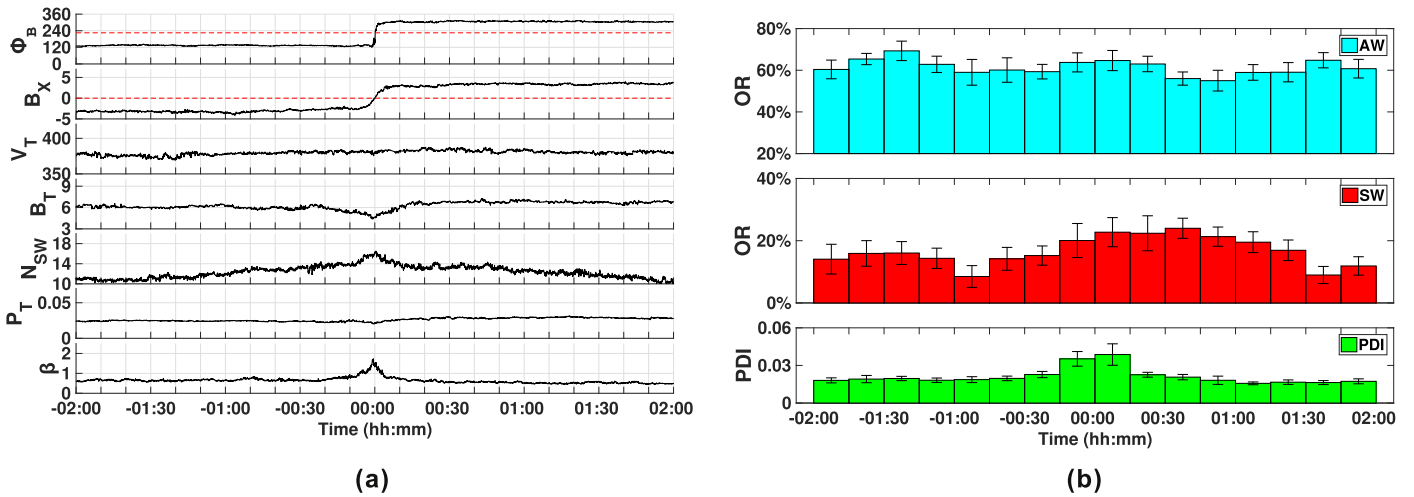 360
240
120
0
Φ_B
5
0
-5
B_X
400
350
V_T
9
6
3
B_T
18
14
10
N_SW
0.05
0
P_T
2
1
0
β
-02:00 -01:30 -01:00 -00:30 00:00 00:30 01:00 01:30 02:00
Time (hh:mm)
(a)
80%
60%
40%
20%
OR
AW
40%
20%
0%
OR
SW
0.06
0.03
0
PDI
PDI
-02:00 -01:30 -01:00 -00:30 00:00 00:30 01:00 01:30 02:00
Time (hh:mm)
(b)